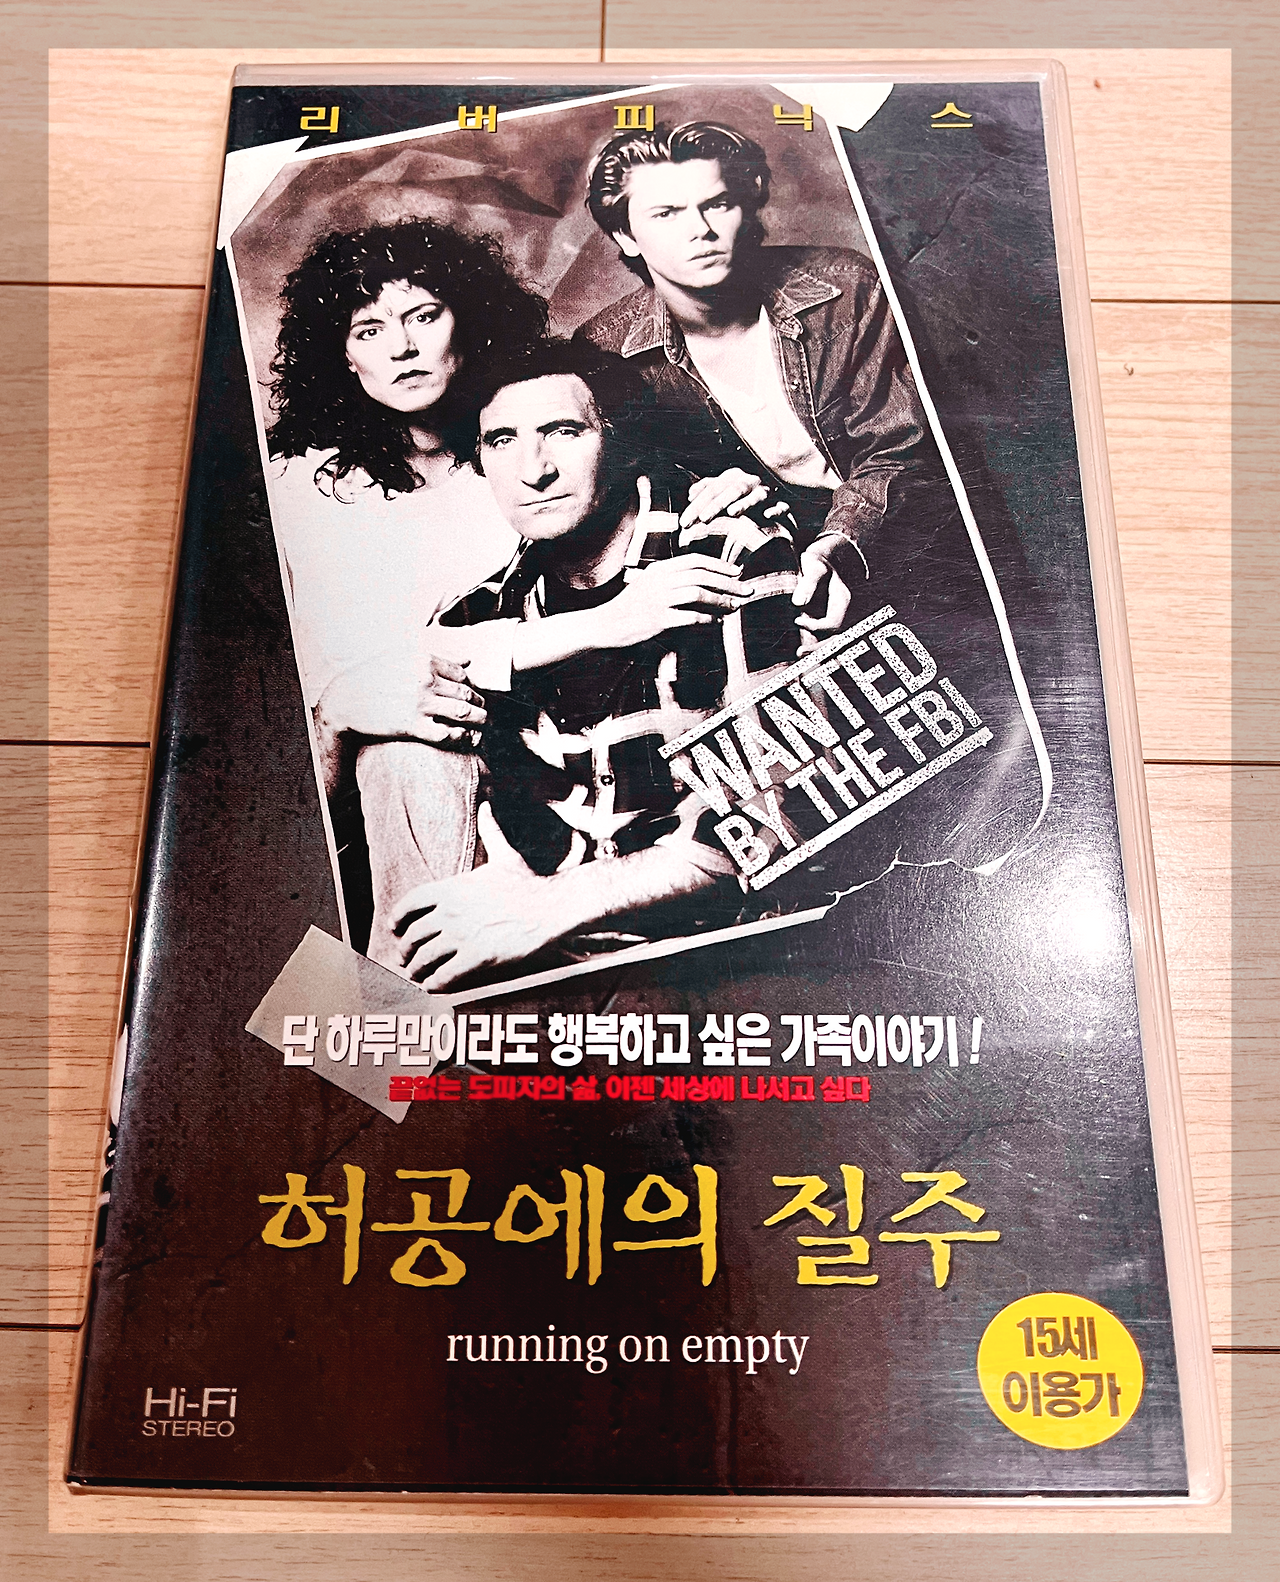 리버피닉스
WANTED
BY THE FBI
단 하루만이라도 행복하고 싶은 가족이야기!
끝없는 도피자의 삶, 이젠 세상에 나서고 싶다
허공에의 질주
running on empty
15세
이용가
Hi-Fi
STEREO